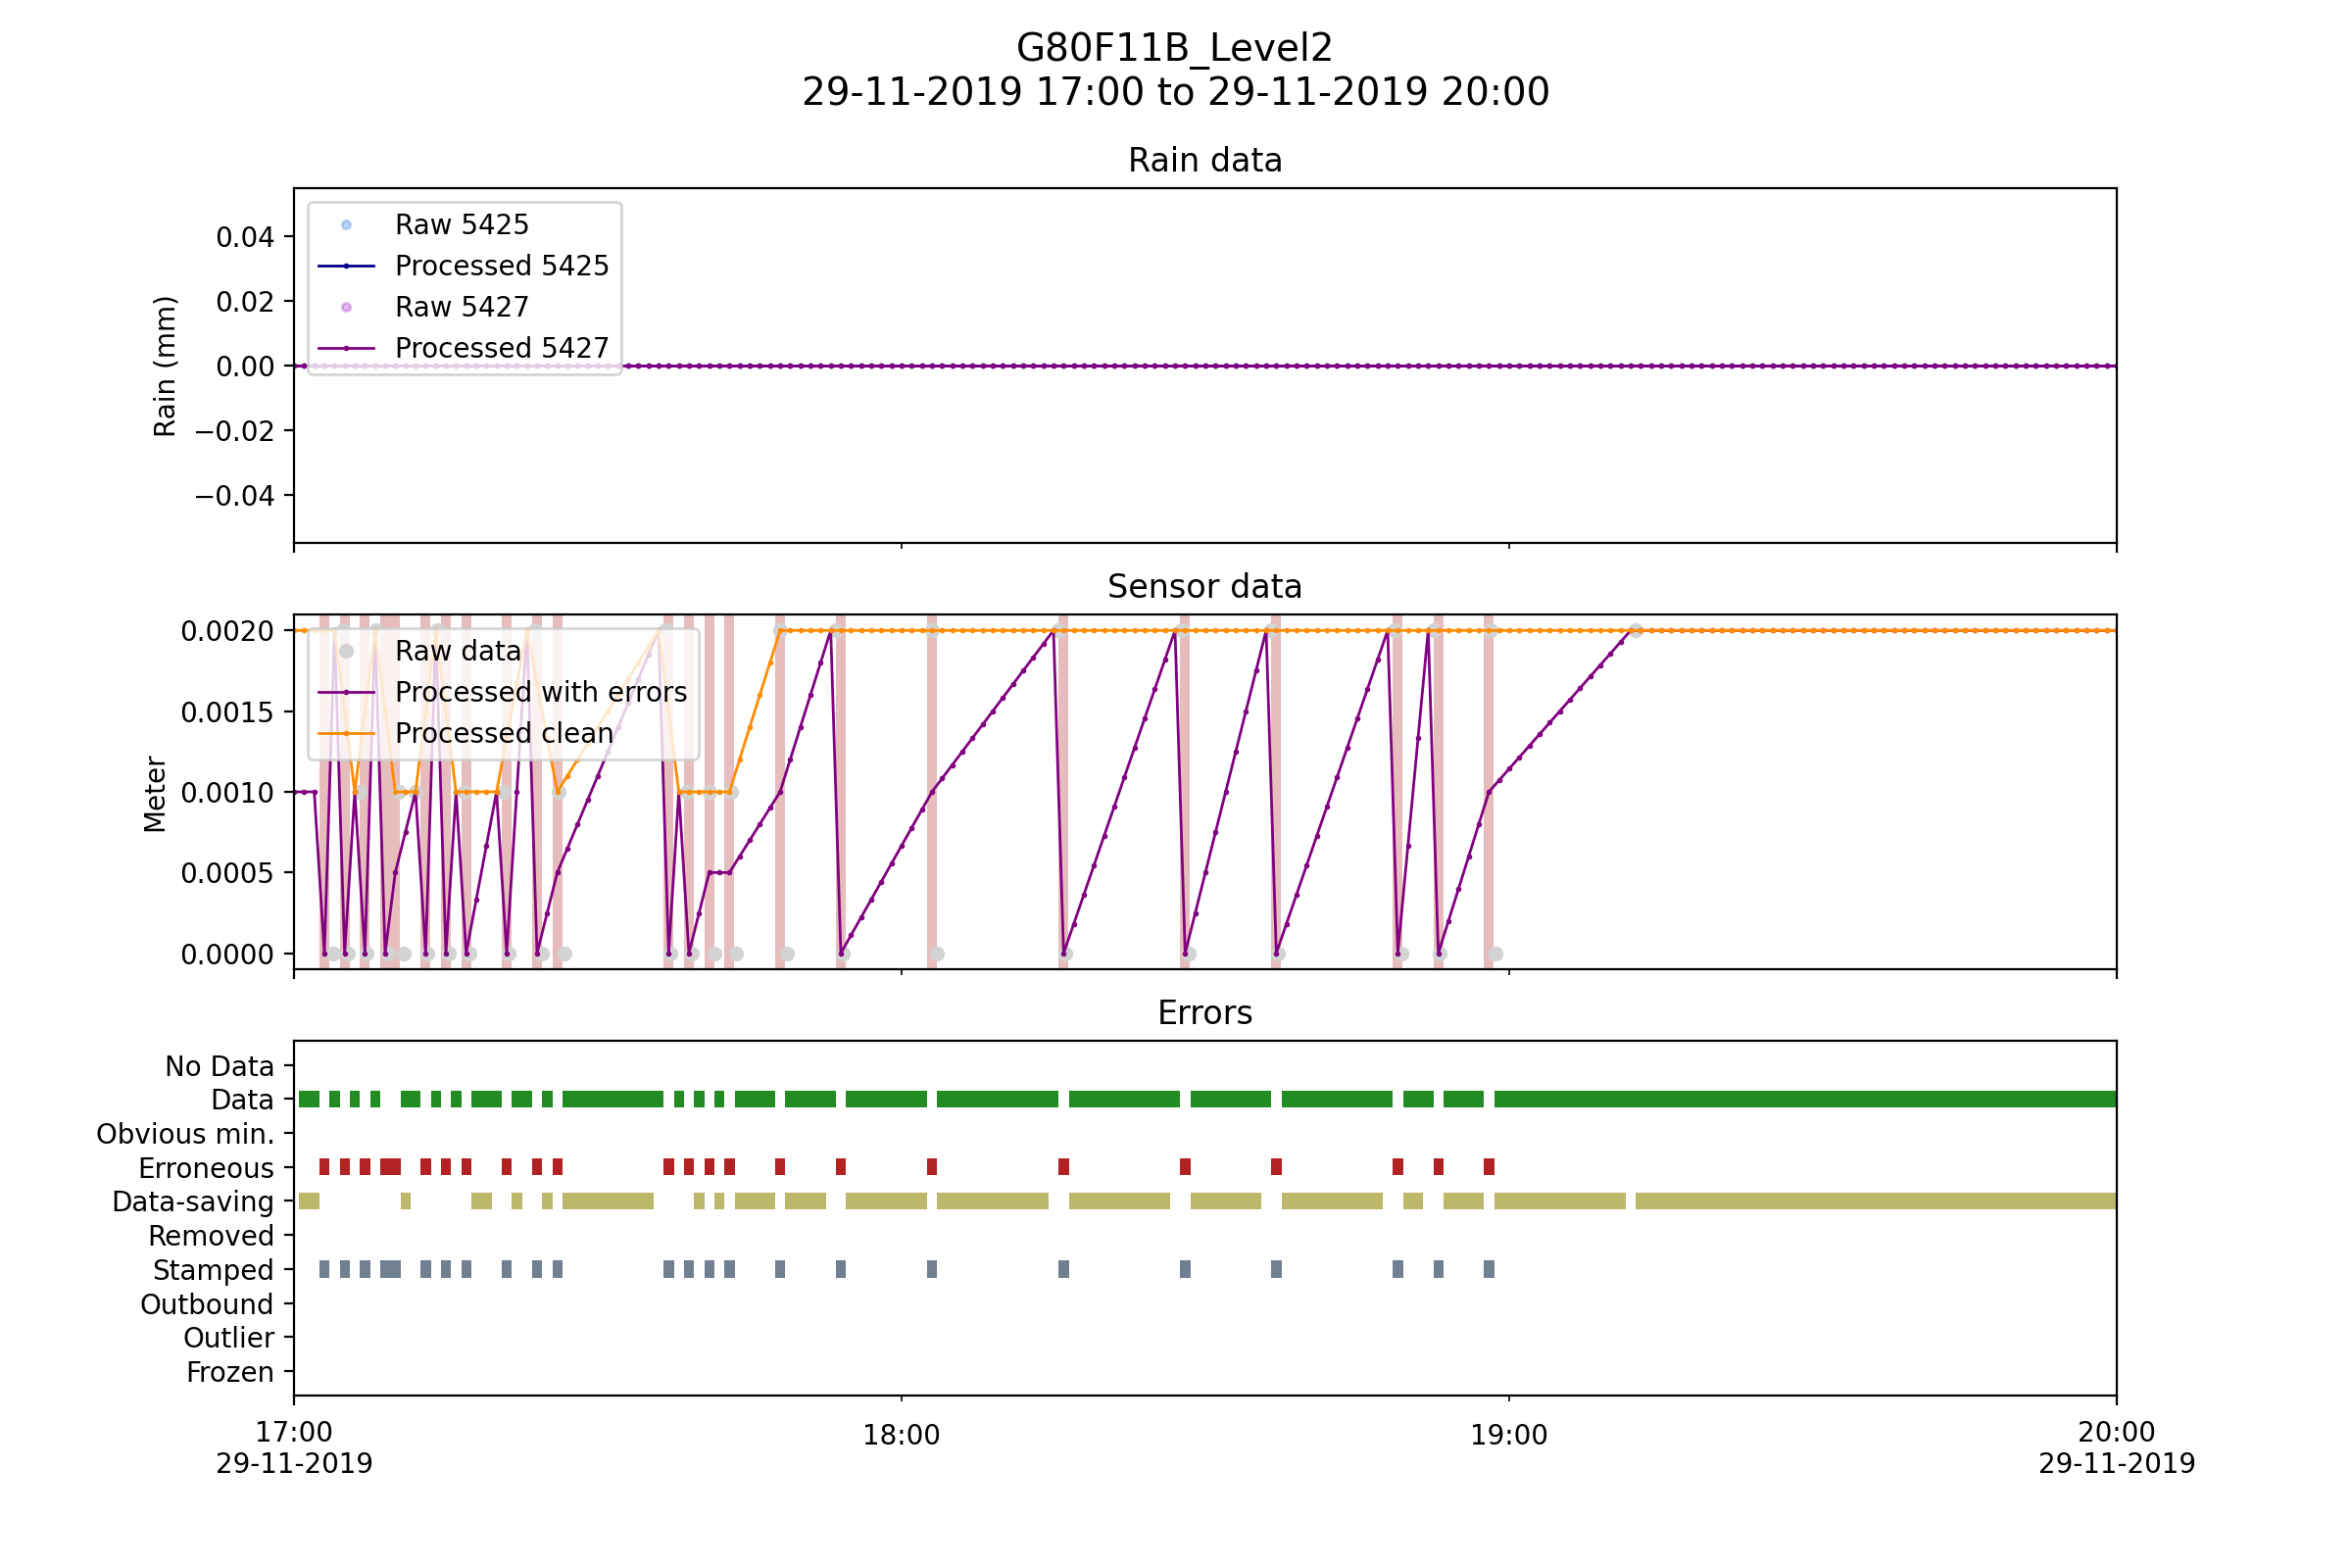 G80F11B_Level2
29-11-2019 17:00 to 29-11-2019 20:00
Rain data
Raw 5425
Processed 5425
Raw 5427
Processed 5427
0.04
0.02
0.00
−0.02
−0.04
Rain (mm)
Sensor data
Raw data
Processed with errors
Processed clean
0.0020
0.0015
0.0010
0.0005
0.0000
Meter
Errors
No Data
Data
Obvious min.
Erroneous
Data-saving
Removed
Stamped
Outbound
Outlier
Frozen
17:00
29-11-2019
18:00
19:00
20:00
29-11-2019